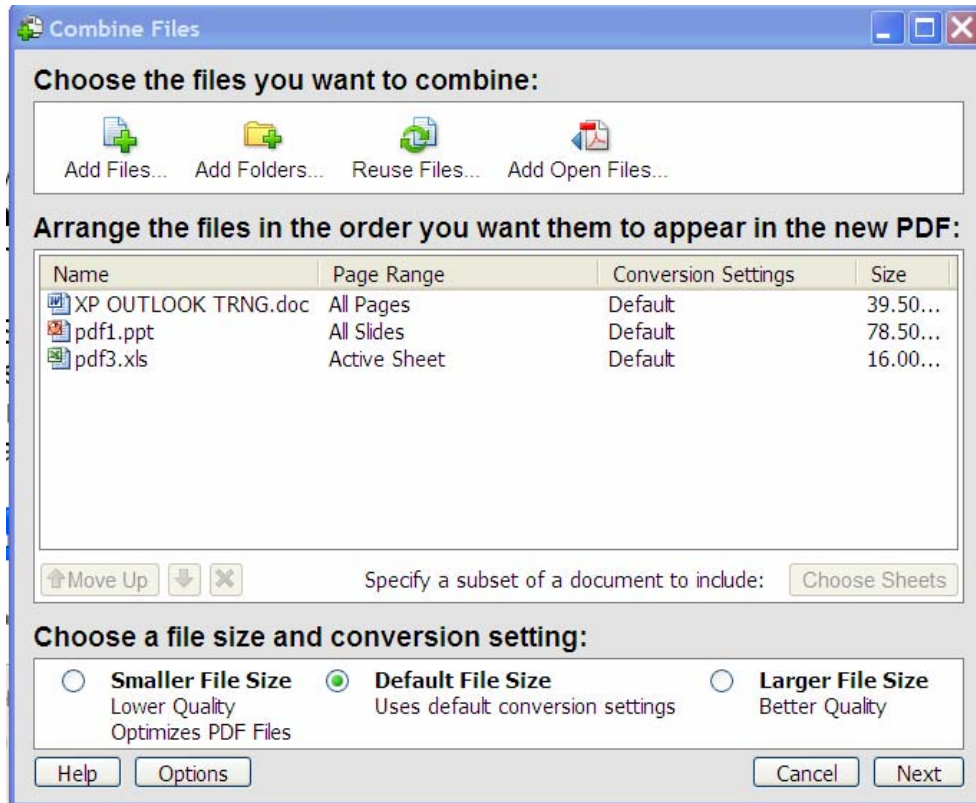 Combine Files
Choose the files you want to combine:
Add Files... Add Folders... Reuse Files... Add Open Files...
Arrange the files in the order you want them to appear in the new PDF:
Name Page Range Conversion Settings Size
XP OUTLOOK TRNG.doc All Pages Default 39.50...
pdf1.ppt All Slides Default 78.50...
pdf3.xls Active Sheet Default 16.00...
Move Up Specify a subset of a document to include: Choose Sheets
Choose a file size and conversion setting:
Smaller File Size Default File Size Larger File Size
Lower Quality Uses default conversion settings Better Quality
Optimizes PDF Files
Help Options Cancel Next